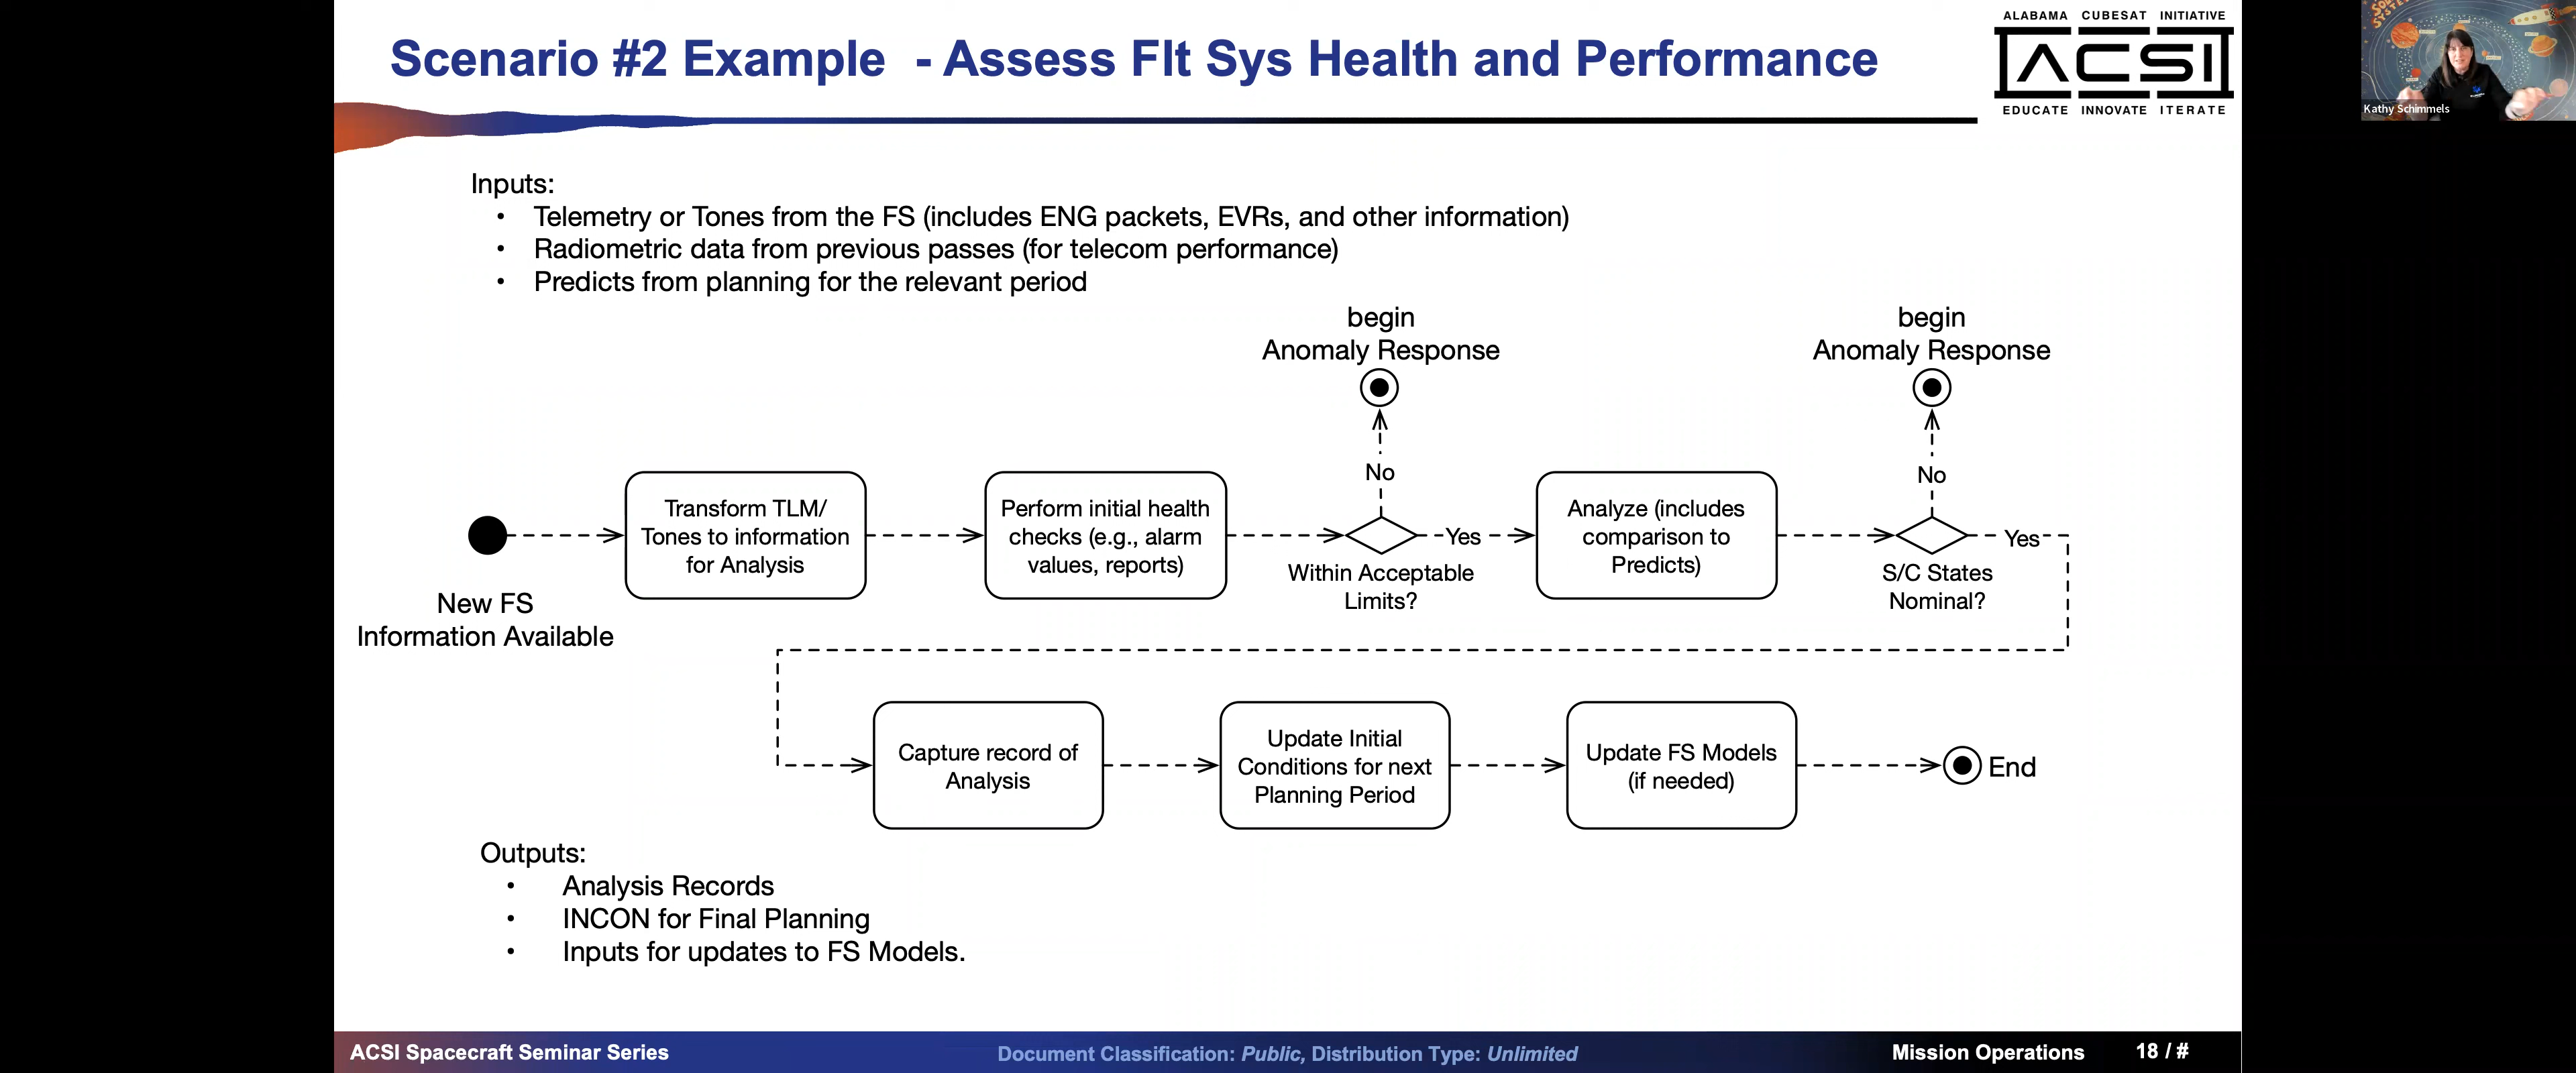 Scenario #2 Example - Assess Flt Sys Health and Performance
ALABAMA CUBESAT INITIATIVE
ACSI
EDUCATE INNOVATE ITERATE
Kathy Schimmels
Inputs:
• Telemetry or Tones from the FS (includes ENG packets, EVRs, and other information)
• Radiometric data from previous passes (for telecom performance)
• Predicts from planning for the relevant period
begin
Anomaly Response
begin
Anomaly Response
No
No
New FS
Information Available
Transform TLM/
Tones to information
for Analysis
Perform initial health
checks (e.g., alarm
values, reports)
Within Acceptable
Limits?
Yes
Analyze (includes
comparison to
Predicts)
S/C States
Nominal?
Yes
Capture record of
Analysis
Update Initial
Conditions for next
Planning Period
Update FS Models
(if needed)
End
Outputs:
• Analysis Records
• INCON for Final Planning
• Inputs for updates to FS Models.
ACSI Spacecraft Seminar Series
Document Classification: Public, Distribution Type: Unlimited
Mission Operations
18 / #